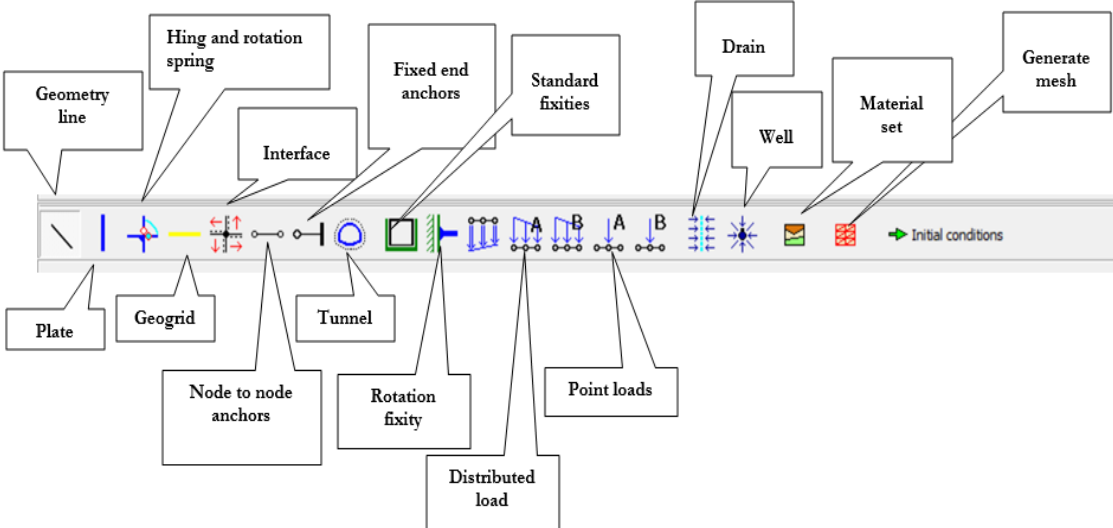 Hing and rotation
spring
Fixed end
anchors
Drain
Generate
mesh
Geometry
line
Standard
fixities
Material
set
Interface
Well
A
B
A
B
Initial conditions
Plate
Geogrid
Tunnel
Node to node
anchors
Rotation
fixity
Point loads
Distributed
load